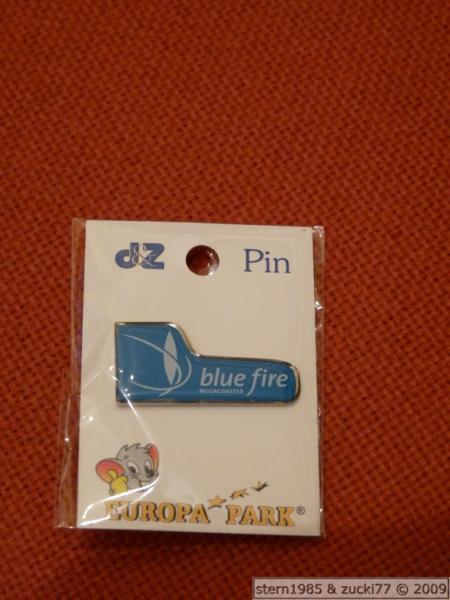 d&z Pin
blue fire
MEGACOASTER
EUROPA PARK®
stern1985 & zucki77 © 2009